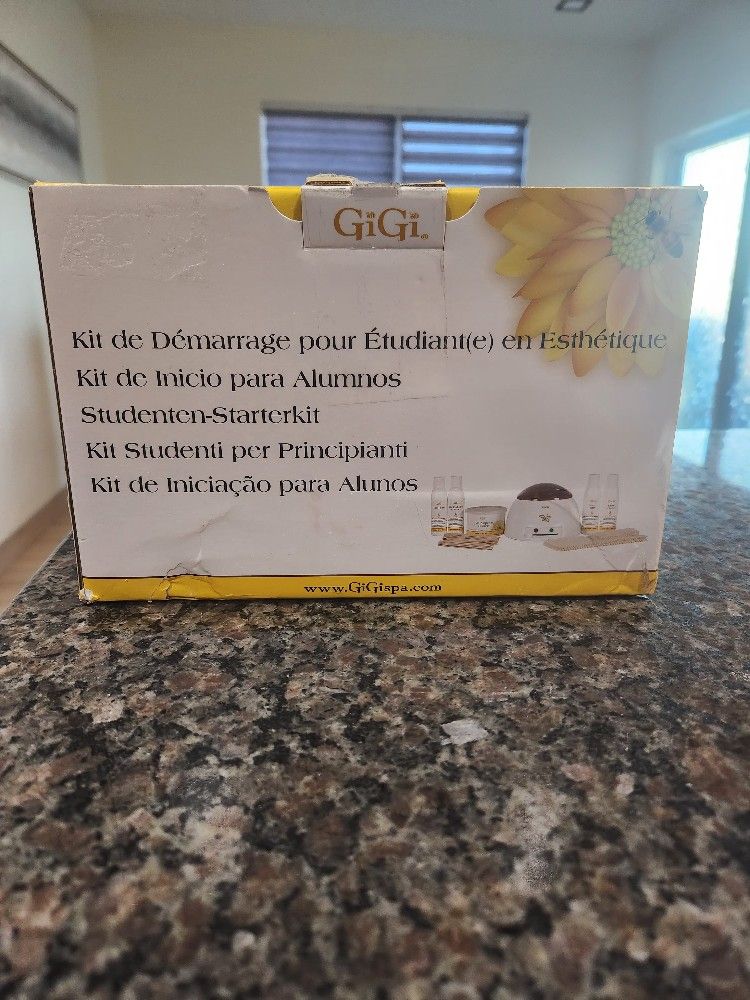 GiGi®
Kit de Démarrage pour Étudiant(e) en Esthétique
Kit de Inicio para Alumnos
Studenten-Starterkit
Kit Studenti per Principianti
Kit de Iniciação para Alunos
www.GiGispa.com